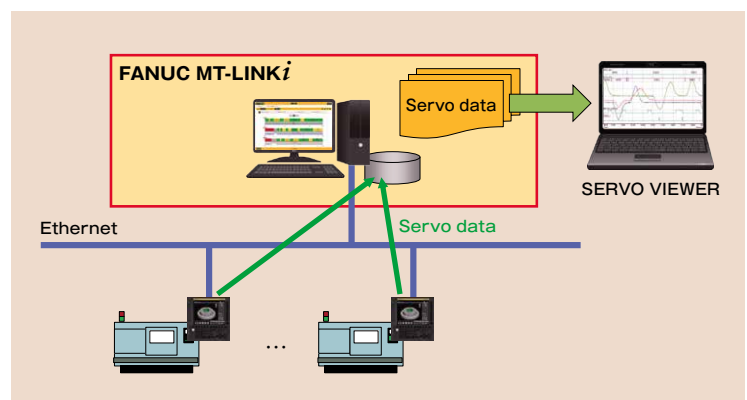 FANUC MT-LINKi
Servo data
SERVO VIEWER
Ethernet
Servo data
...